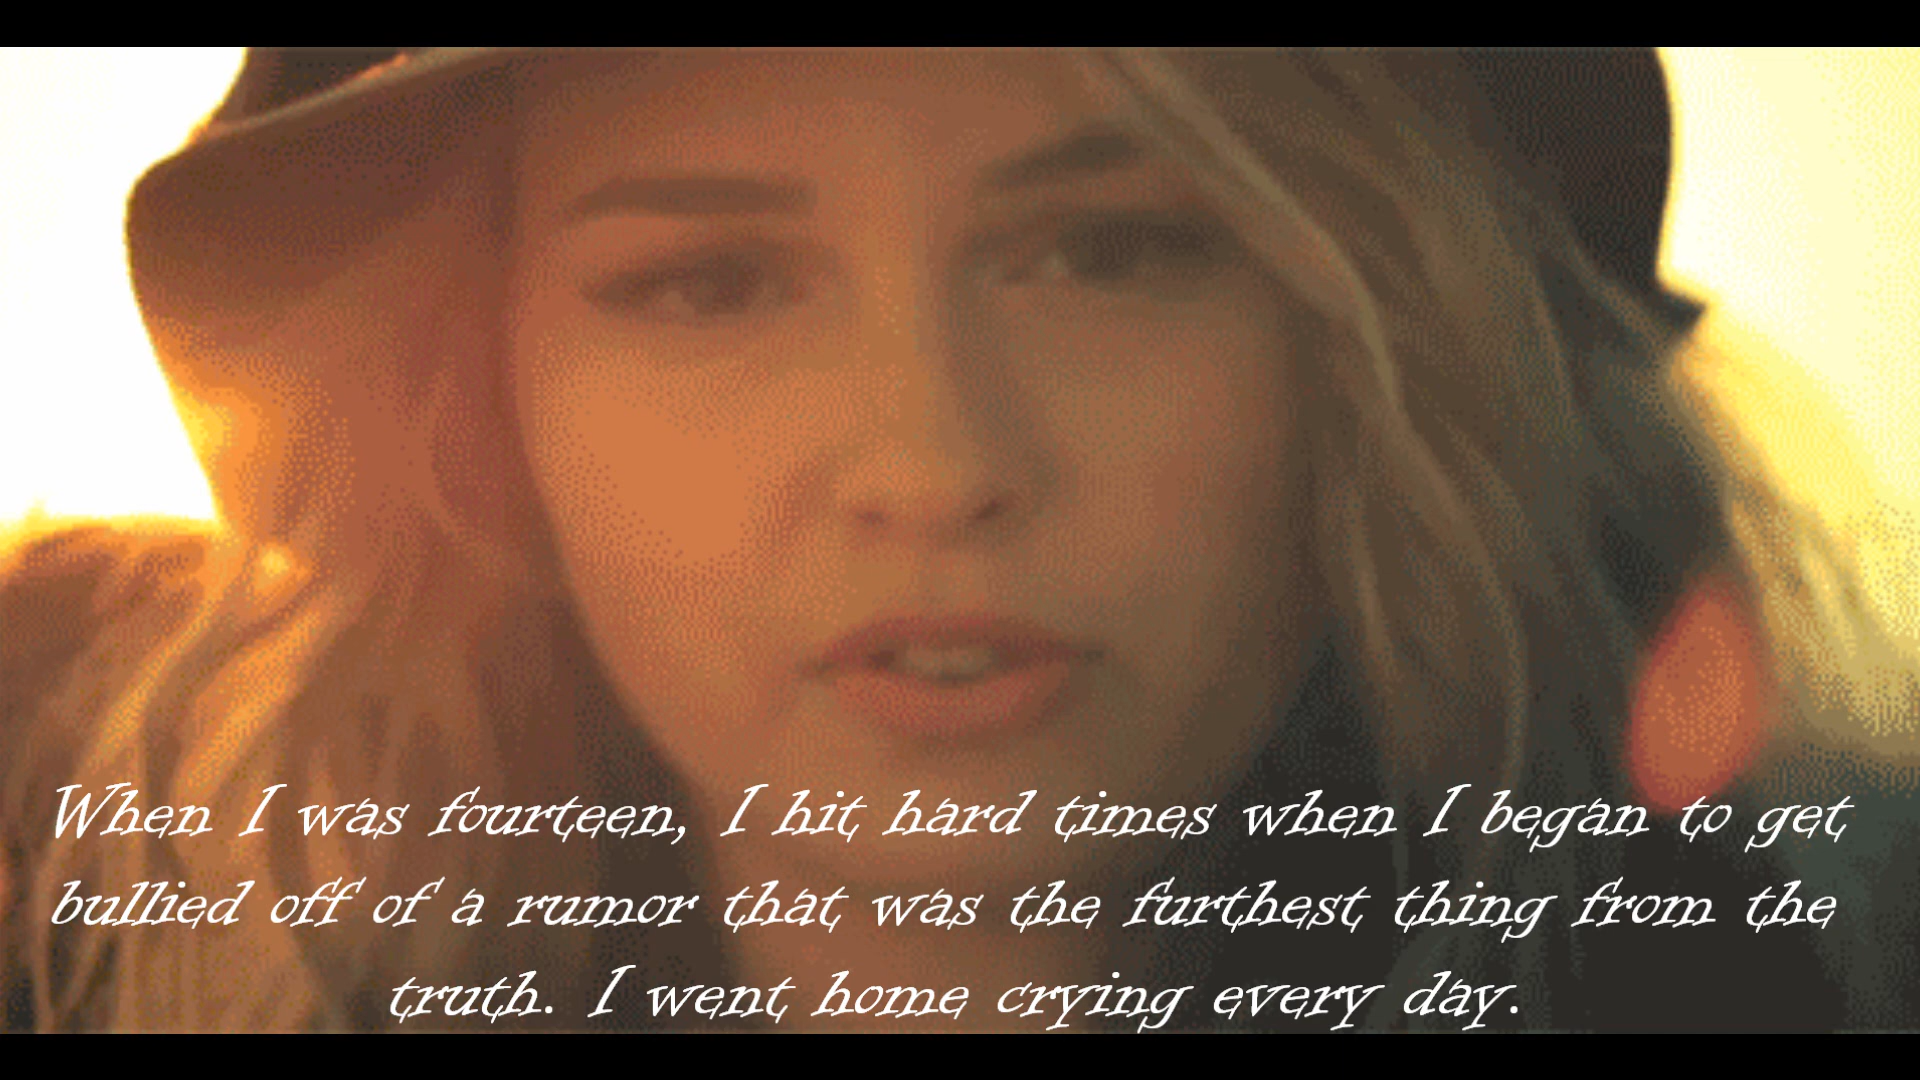 When I was fourteen, I hit hard times when I began to get
bullied off of a rumor that was the furthest thing from the
truth. I went home crying every day.